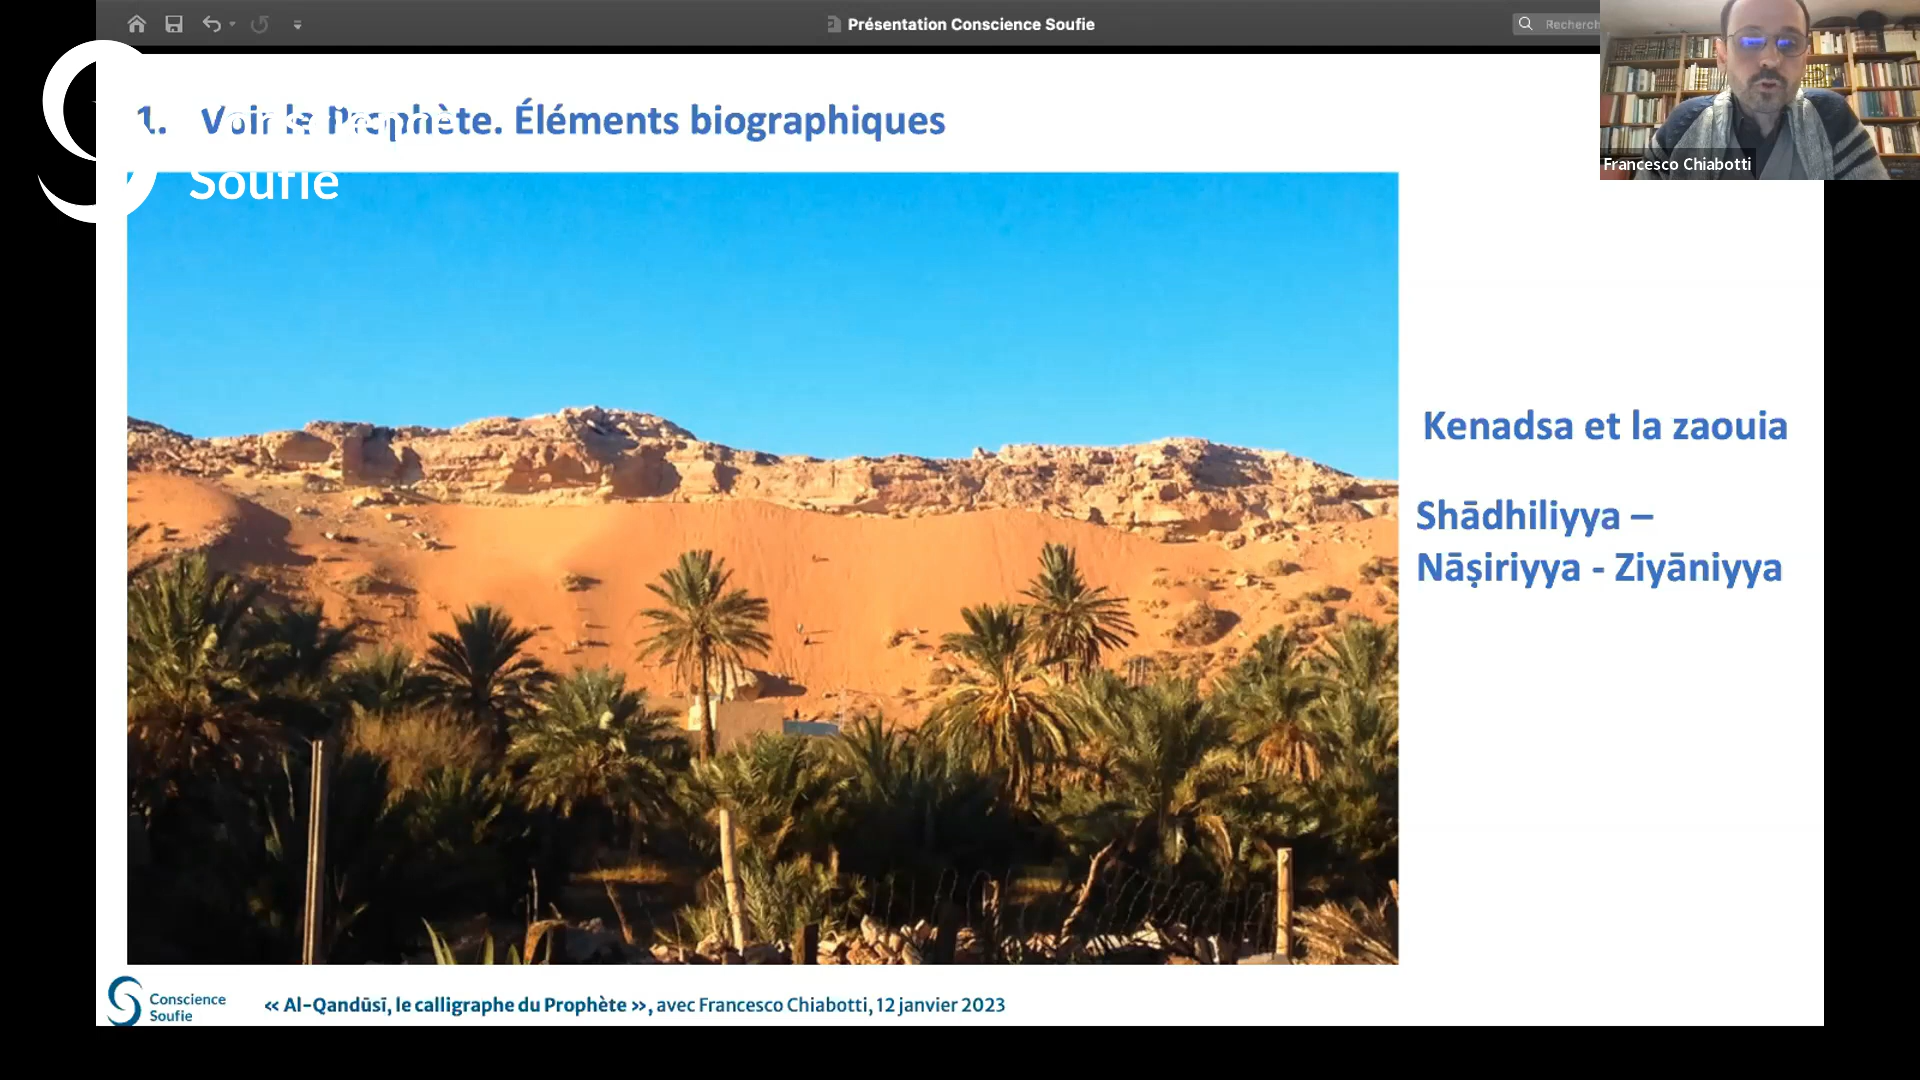 Présentation Conscience Soufie
Recherch
Francesco Chiabotti
1. Voir le Prophète. Éléments biographiques
Conscience
Soufie
Kenadsa et la zaouia
Shādhiliyya –
Nāṣiriyya - Ziyāniyya
Conscience
Soufie
« Al-Qandūsī, le calligraphe du Prophète », avec Francesco Chiabotti, 12 janvier 2023